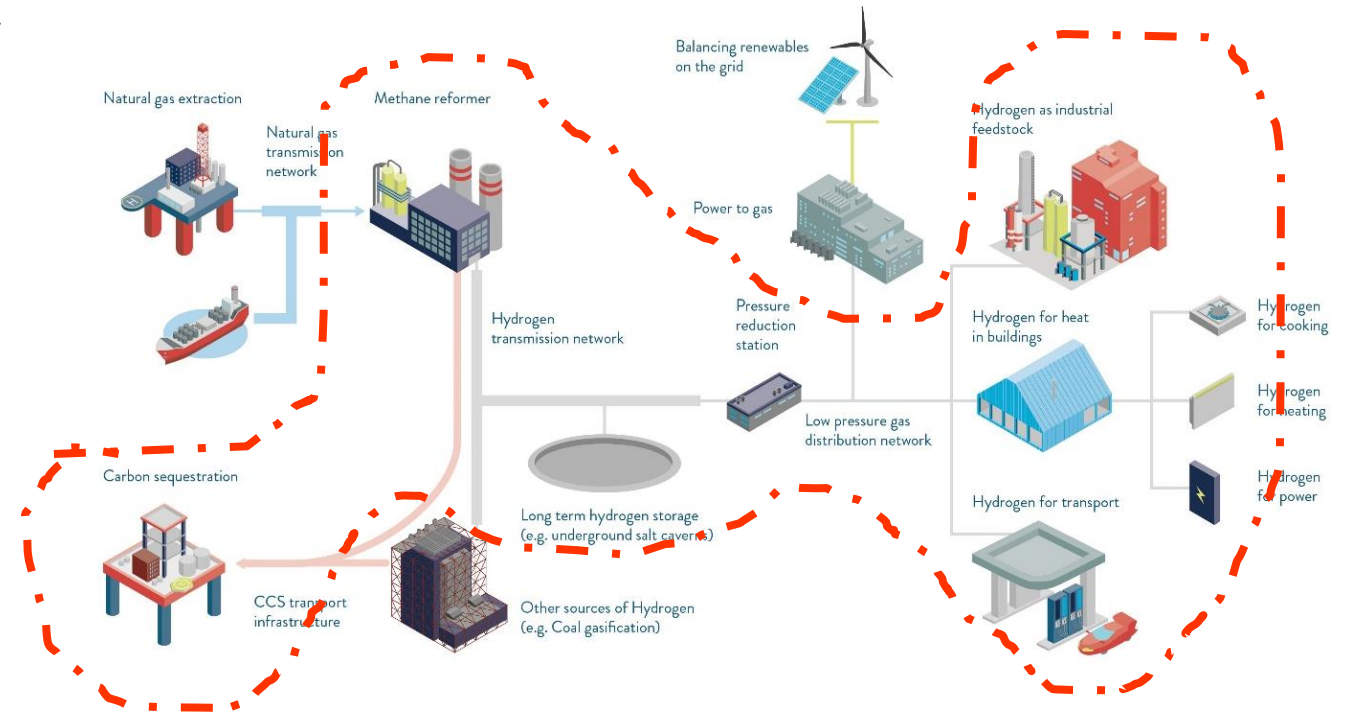 Balancing renewables
on the grid
Natural gas extraction
Methane reformer
Hydrogen as industrial
feedstock
Natural gas
transmission
network
Power to gas
Pressure
reduction
station
Hydrogen
transmission network
Hydrogen for heat
in buildings
Hydrogen
for cooking
Hydrogen
for heating
Low pressure gas
distribution network
Carbon sequestration
Hydrogen
for power
Hydrogen for transport
Long term hydrogen storage
(e.g. underground salt caverns)
CCS transport
infrastructure
Other sources of Hydrogen
(e.g. Coal gasification)
H